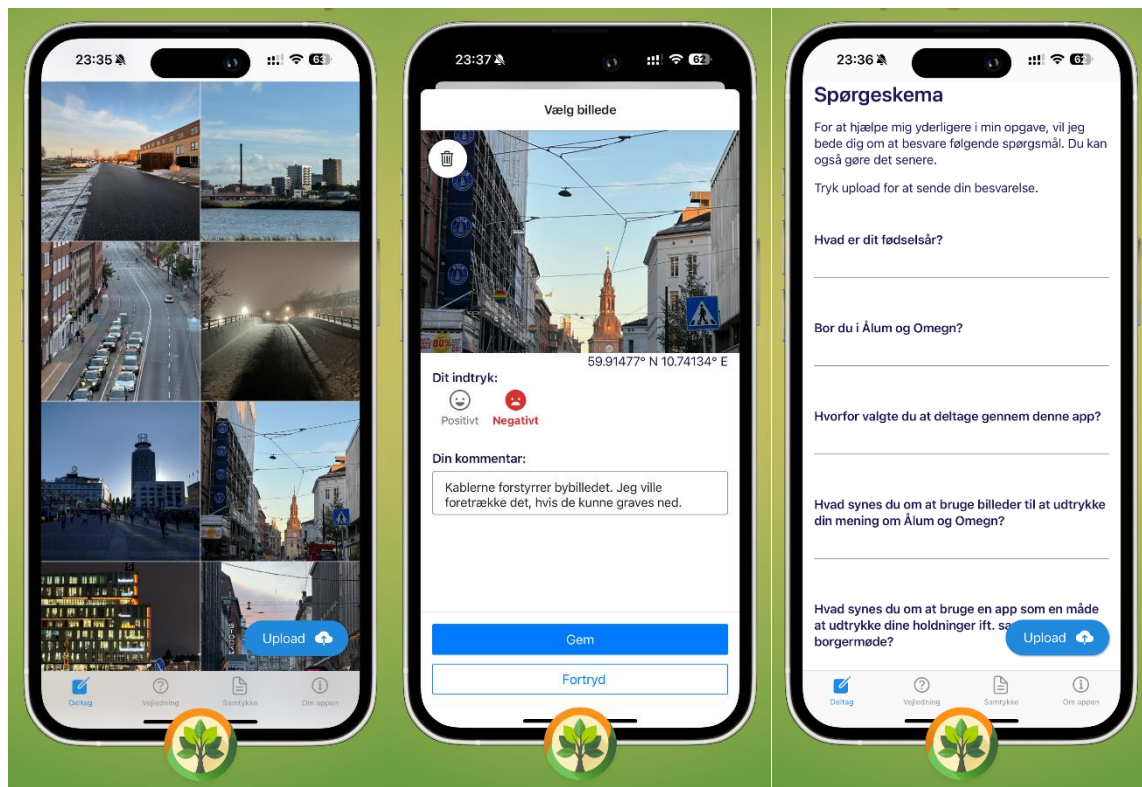 23:35
63
Upload
Deltag
Vejledning
Samtykke
Om appen
23:37
62
Vælg billede
80%
59.91477° N 10.74134° E
Dit indtryk:
Positivt
Negativt
Din kommentar:
Kablerne forstyrrer bybilledet. Jeg ville
foretrække det, hvis de kunne graves ned.
Gem
Fortryd
23:36
62
Spørgeskema
For at hjælpe mig yderligere i min opgave, vil jeg
bede dig om at besvare følgende spørgsmål. Du kan
også gøre det senere.
Tryk upload for at sende din besvarelse.
Hvad er dit fødselsår?
Bor du i Ålum og Omegn?
Hvorfor valgte du at deltage gennem denne app?
Hvad synes du om at bruge billeder til at udtrykke
din mening om Ålum og Omegn?
Hvad synes du om at bruge en app som en måde
at udtrykke dine holdninger ift.
borgermøde?
Upload
Deltag
Vejledning
Samtykke
Om appen